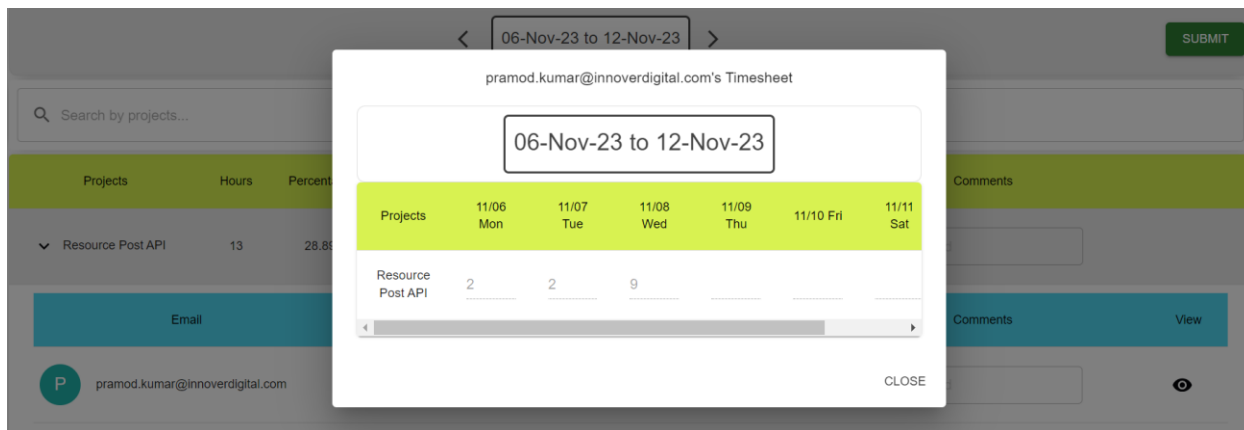 06-Nov-23 to 12-Nov-23
SUBMIT
pramod.kumar@innoverdigital.com's Timesheet
Search by projects...
06-Nov-23 to 12-Nov-23
Projects Hours Percent Comments
Projects 11/06 Mon 11/07 Tue 11/08 Wed 11/09 Thu 11/10 Fri 11/11 Sat
Resource Post API 13 28.89
Resource Post API 2 2 9
Email Comments View
P pramod.kumar@innoverdigital.com
CLOSE